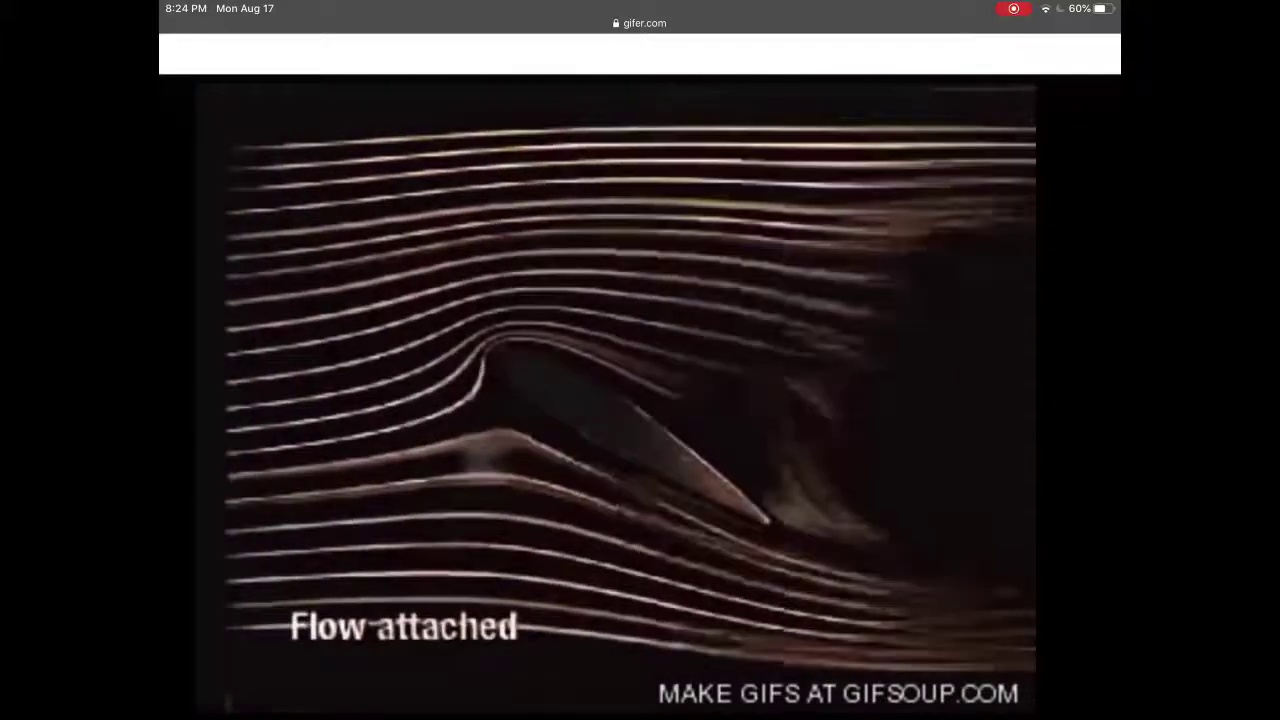 8:24 PM Mon Aug 17
60%
gifer.com
Flow attached
MAKE GIFS AT GIFSOUP.COM